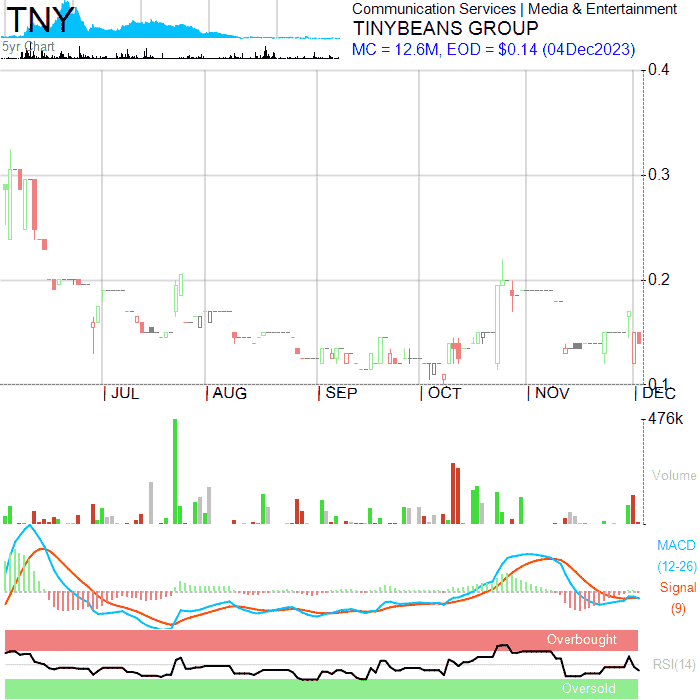 TNY
5yr Chart
Communication Services | Media & Entertainment
TINYBEANS GROUP
MC = 12.6M, EOD = $0.14 (04Dec2023)
0.4
0.3
0.2
0.1
JUL AUG SEP OCT NOV DEC
476k
Volume
MACD
(12-26)
Signal
(9)
Overbought
RSI(14)
Oversold